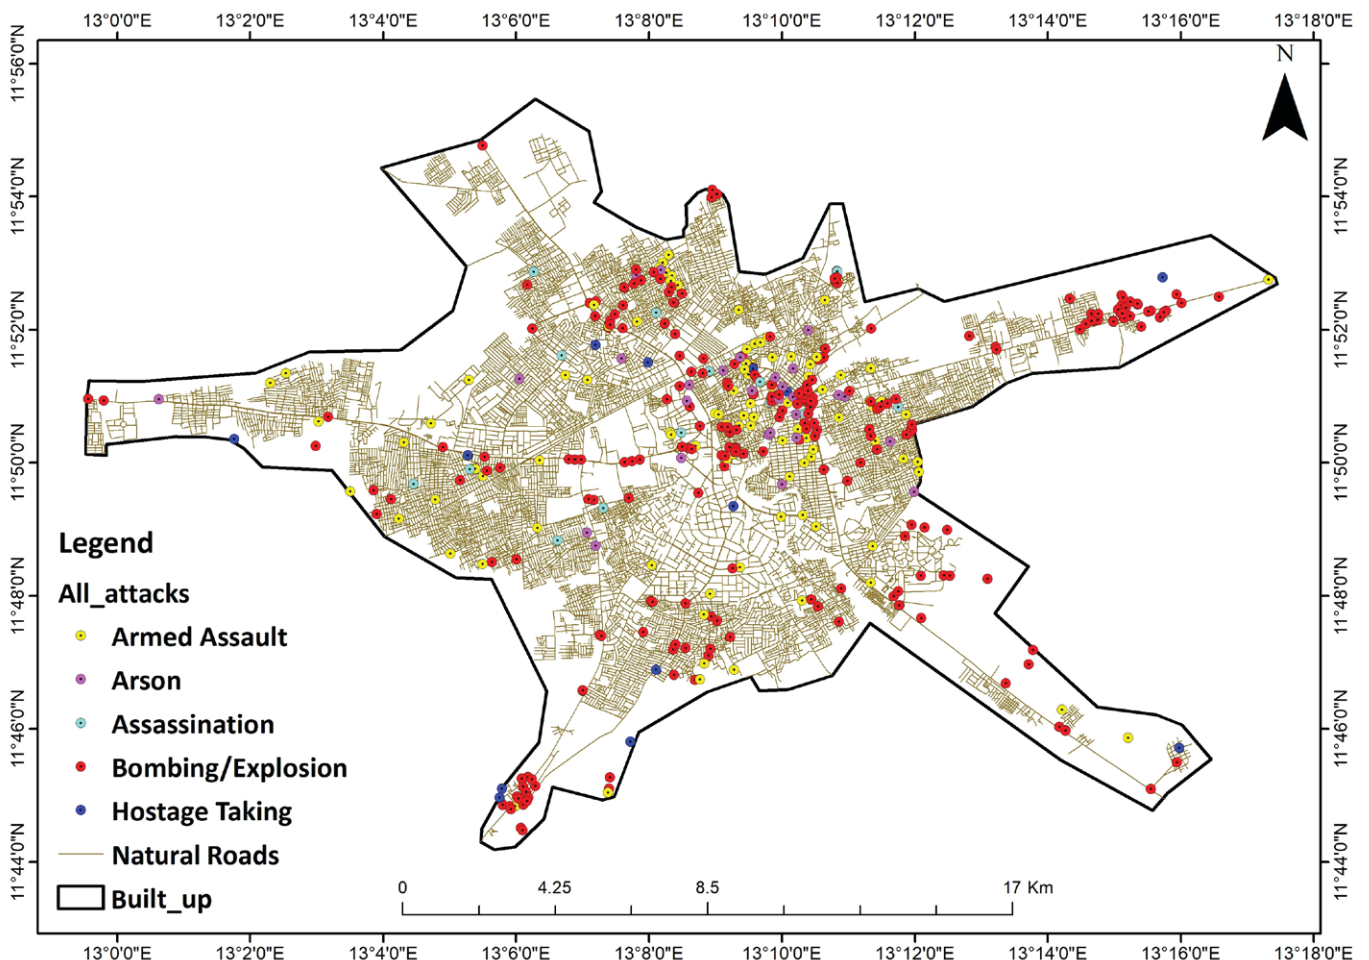 13°0'0"E 13°2'0"E 13°4'0"E 13°6'0"E 13°8'0"E 13°10'0"E 13°12'0"E 13°14'0"E 13°16'0"E 13°18'0"E
11°56'0"N
11°54'0"N 11°54'0"N
11°52'0"N 11°52'0"N
11°50'0"N 11°50'0"N
11°48'0"N 11°48'0"N
11°46'0"N 11°46'0"N
11°44'0"N 11°44'0"N
N
Legend
All_attacks
Armed Assault
Arson
Assassination
Bombing/Explosion
Hostage Taking
Natural Roads
Built_up
0 4.25 8.5 17 Km
13°0'0"E 13°2'0"E 13°4'0"E 13°6'0"E 13°8'0"E 13°10'0"E 13°12'0"E 13°14'0"E 13°16'0"E 13°18'0"E